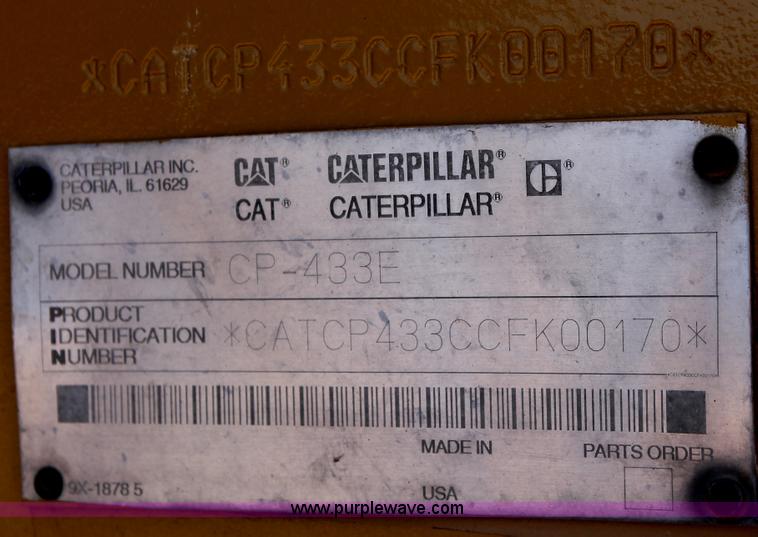 *CATCP433CCFK00170*
CATERPILLAR INC.
PEORIA, IL. 61629
USA
CAT® CATERPILLAR® C®
CAT® CATERPILLAR®
MODEL NUMBER CP-433E
PRODUCT
IDENTIFICATION *CATCP433CCFK00170*
NUMBER
*CATCP433CCFK00170*
MADE IN PARTS ORDER
9X-1878 5 USA
www.purplewave.com